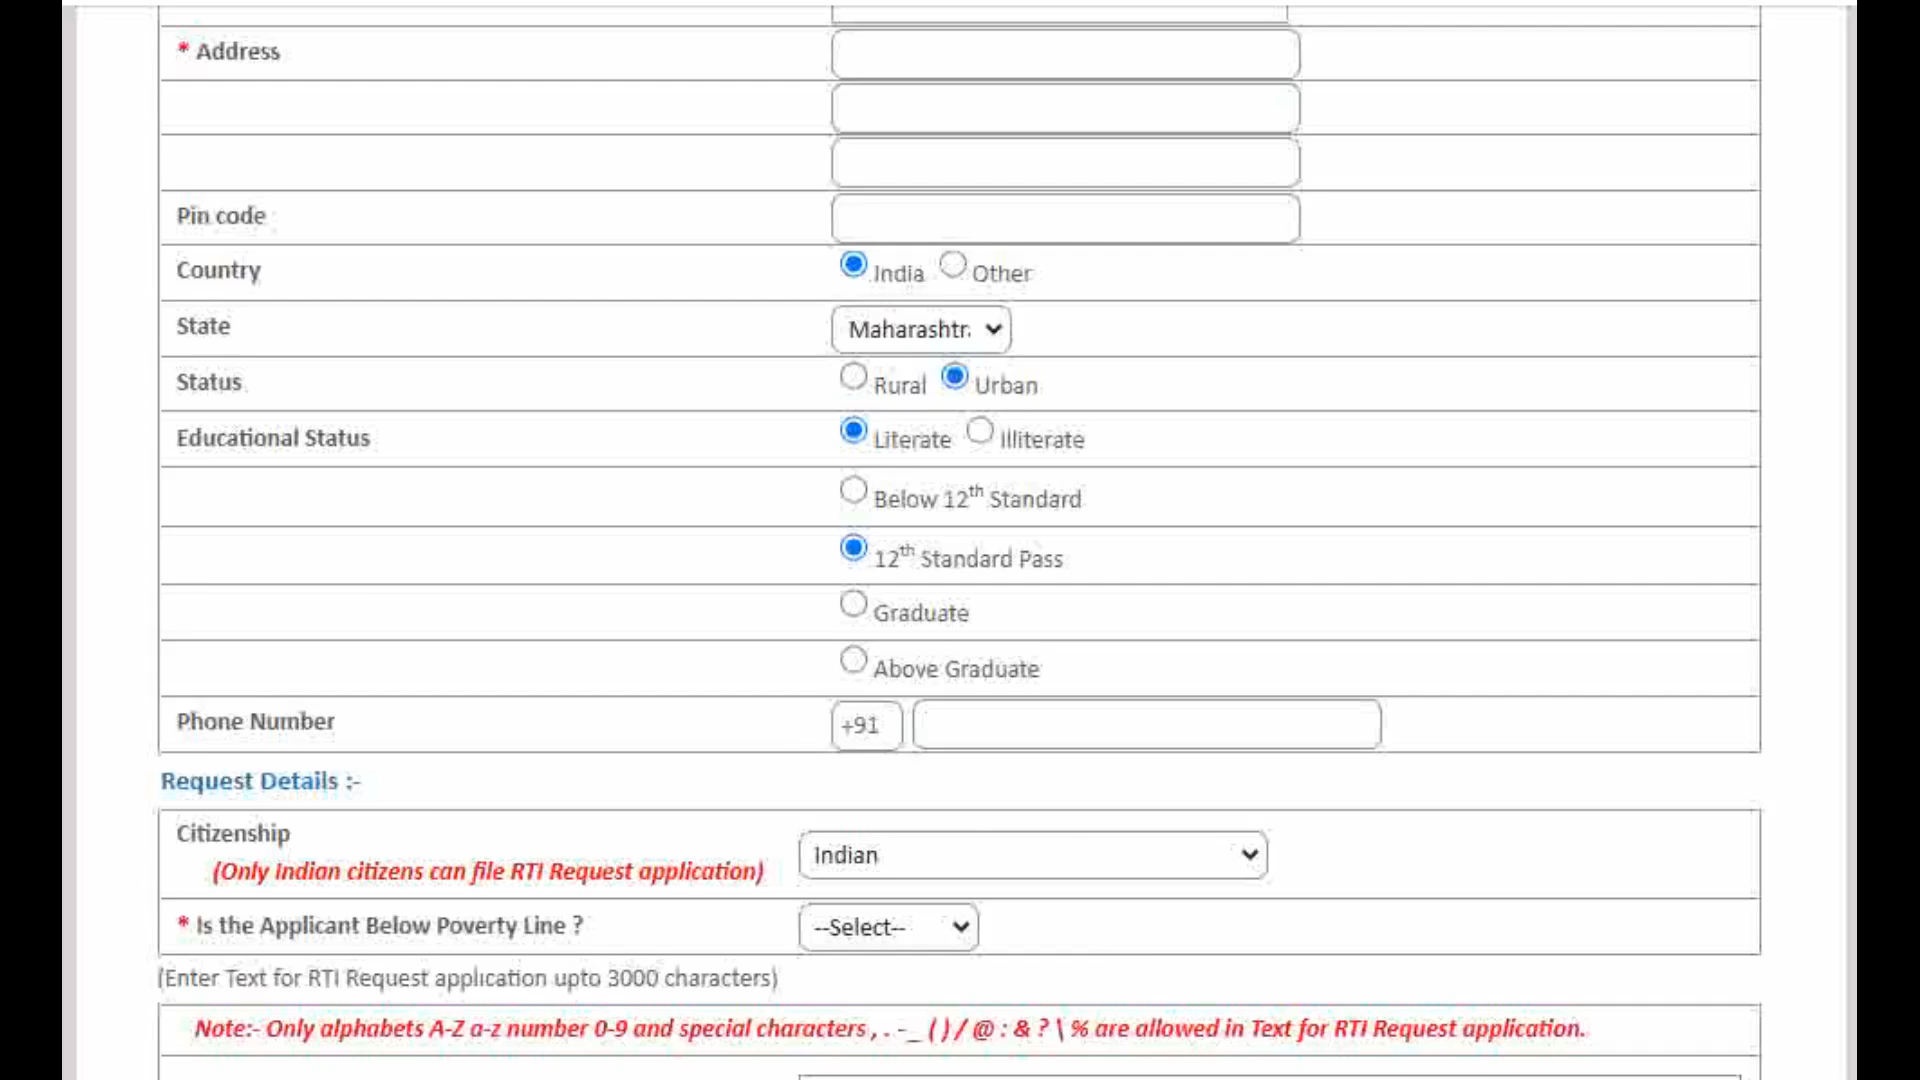 * Address
Pin code
Country India Other
State Maharashtr
Status Rural Urban
Educational Status Literate Illiterate
Below 12th Standard
12th Standard Pass
Graduate
Above Graduate
Phone Number +91
Request Details :-
Citizenship
(Only Indian citizens can file RTI Request application) Indian
* Is the Applicant Below Poverty Line ? --Select--
(Enter Text for RTI Request application upto 3000 characters)
Note:- Only alphabets A-Z a-z number 0-9 and special characters , . - _ ( ) / @ : & ? \ % are allowed in Text for RTI Request application.